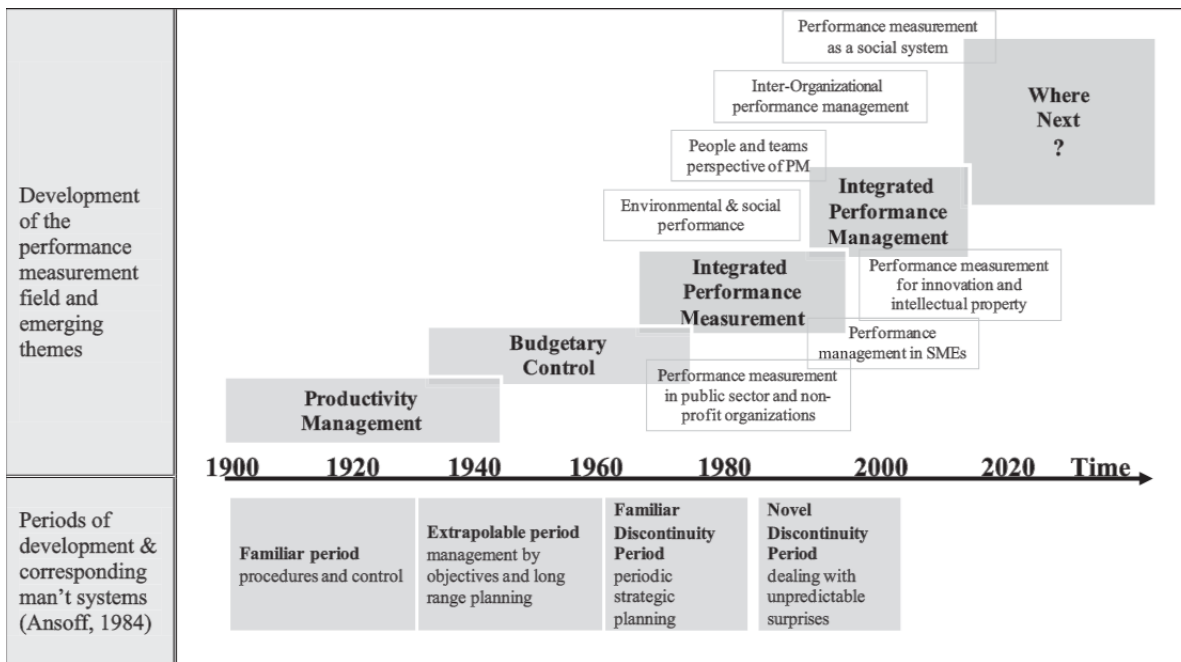 Development
of the
performance
measurement
field and
emerging
themes
Performance measurement
as a social system
Where
Next
?
Inter-Organizational
performance management
People and teams
perspective of PM
Integrated
Performance
Management
Environmental & social
performance
Integrated
Performance
Measurement
Performance measurement
for innovation and
intellectual property
Performance
management in SMEs
Budgetary
Control
Performance measurement
in public sector and non-
profit organizations
Productivity
Management
1900 1920 1940 1960 1980 2000 2020 Time
Periods of
development &
corresponding
man’t systems
(Ansoff, 1984)
Familiar period
procedures and control
Extrapolable period
management by
objectives and long
range planning
Familiar
Discontinuity
Period
periodic
strategic
planning
Novel
Discontinuity
Period
dealing with
unpredictable
surprises